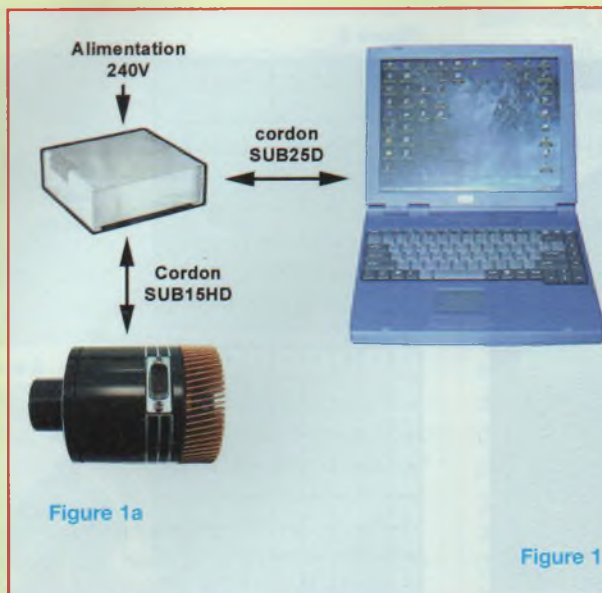 Alimentation
240V
cordon
SUB25D
Cordon
SUB15HD
Figure 1a
Figure 1